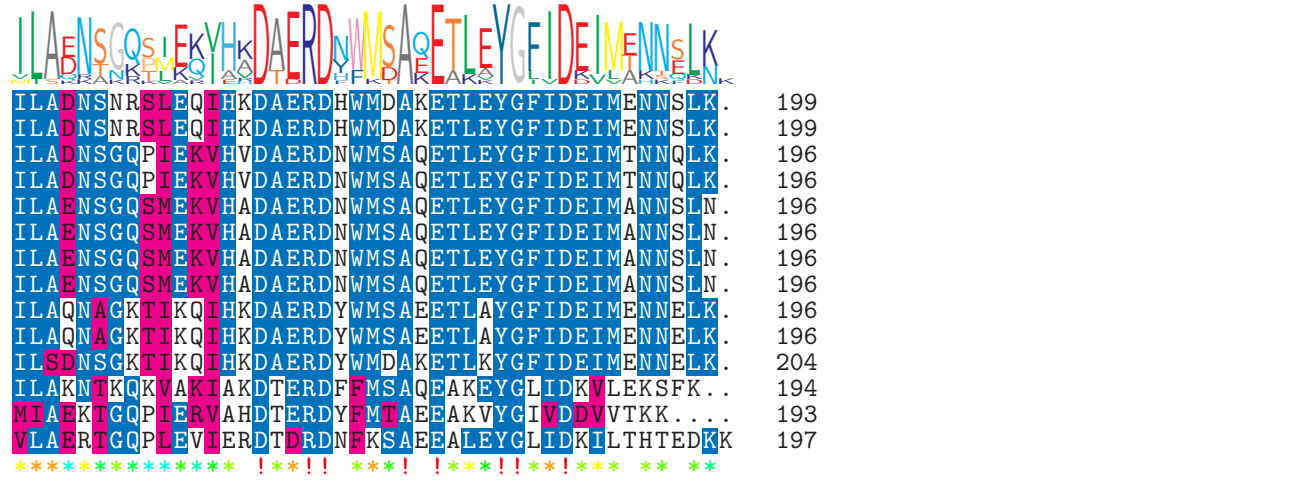 ILAENSGQSIEKVHKDAERDNWMSAQETLEYGFIDEIMENNSLK
ILADNSNRSLEQIHKDAERDHWMDAKETLEYGFIDEIMENNSLK. 199
ILADNSNRSLEQIHKDAERDHWMDAKETLEYGFIDEIMENNSLK. 199
ILADNSGQPIEKVHVDAERDNWMSAQETLEYGFIDEIMTNNQLK. 196
ILADNSGQPIEKVHVDAERDNWMSAQETLEYGFIDEIMTNNQLK. 196
ILAENSGQSMEKVHADAERDNWMSAQETLEYGFIDEIMANNSLN. 196
ILAENSGQSMEKVHADAERDNWMSAQETLEYGFIDEIMANNSLN. 196
ILAENSGQSMEKVHADAERDNWMSAQETLEYGFIDEIMANNSLN. 196
ILAENSGQSMEKVHADAERDNWMSAQETLEYGFIDEIMANNSLN. 196
ILAQNAGKTIKQIHKDAERDYWMSAEETLAYGFIDEIMENNELK. 196
ILAQNAGKTIKQIHKDAERDYWMSAEETLAYGFIDEIMENNELK. 196
ILSDNSGKTIKQIHKDAERDYWMDAKETLKYGFIDEIMENNELK. 204
ILAKNTKQKVAKIAKDTERDFFMSAQEAKEYGLIDKVLEKSFK.. 194
MIAEKTGQPIERVAHDTERDYFMTAEEAKVYGIVDDVVTKK.... 193
VLAERTGQPLEVIERDTDRDNFKSAEEALEYGLIDKILTHTEDKK 197
************** !**!! ***! !***!!**!*** ** **